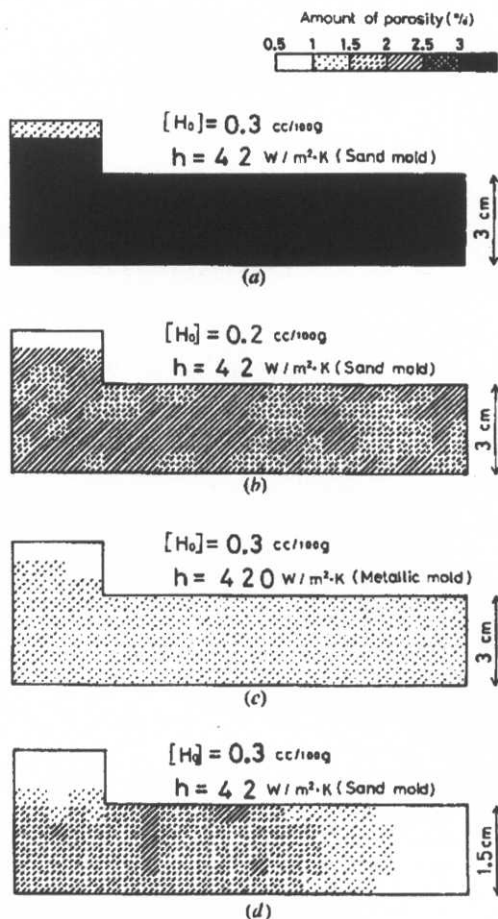 Amount of porosity (%)
0.5 1 1.5 2 2.5 3
[H₀] = 0.3 cc/100g
h = 42 W/m²·K (Sand mold)
3 cm
(a)
[H₀] = 0.2 cc/100g
h = 42 W/m²·K (Sand mold)
3 cm
(b)
[H₀] = 0.3 cc/100g
h = 420 W/m²·K (Metallic mold)
3 cm
(c)
[H₀] = 0.3 cc/100g
h = 42 W/m²·K (Sand mold)
1.5 cm
(d)